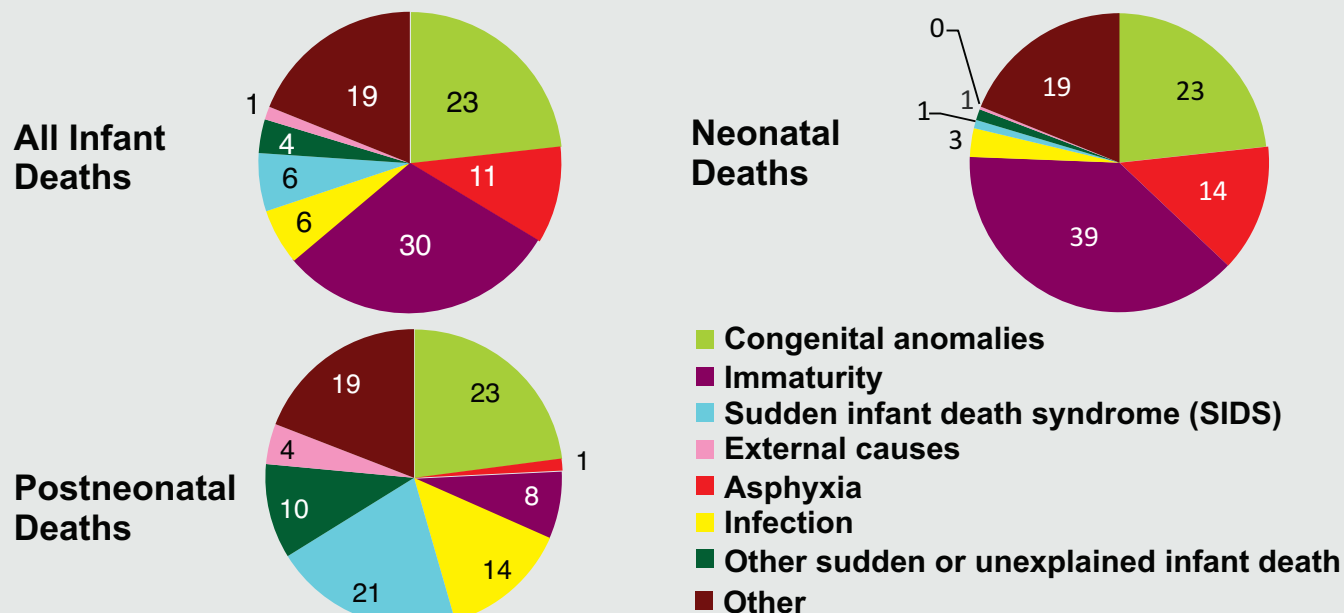 All Infant
Deaths
1
19
23
4
6
11
6
30
Neonatal
Deaths
0
1
1
3
19
23
14
39
Postneonatal
Deaths
19
23
4
1
10
8
21
14
Congenital anomalies
Immaturity
Sudden infant death syndrome (SIDS)
External causes
Asphyxia
Infection
Other sudden or unexplained infant death
Other